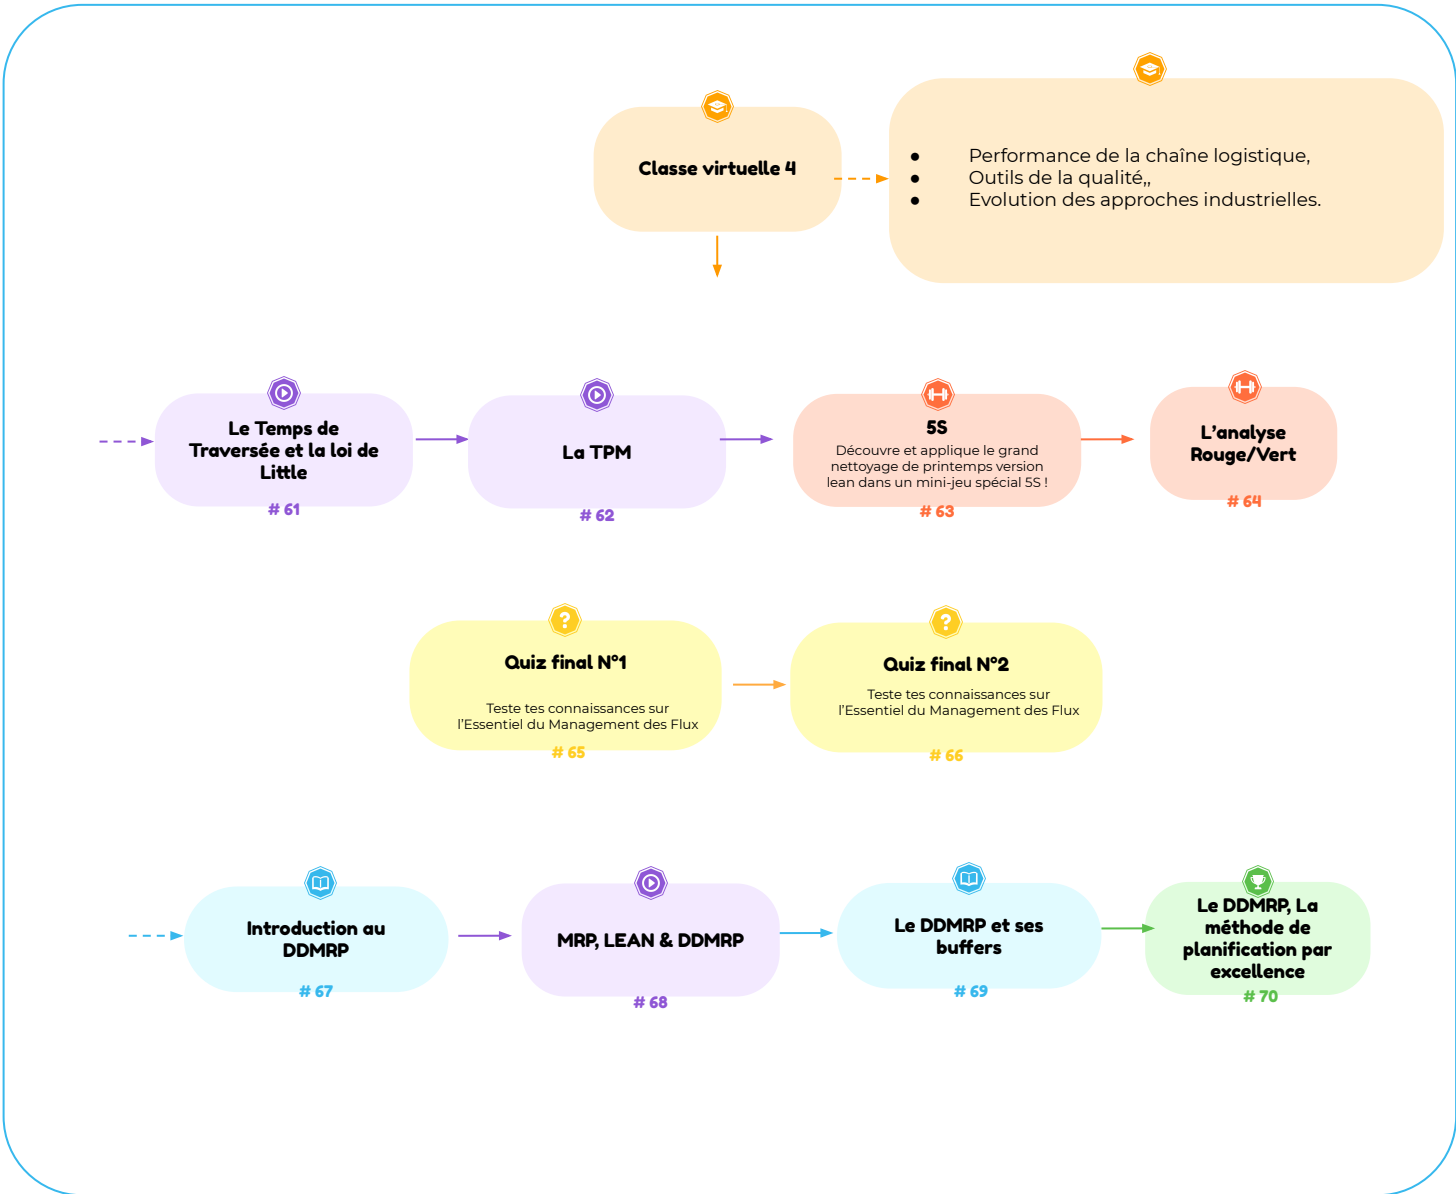 Classe virtuelle 4
● Performance de la chaîne logistique,
● Outils de la qualité,,
● Evolution des approches industrielles.
Le Temps de
Traversée et la loi de
Little
# 61
La TPM
# 62
5S
Découvre et applique le grand
nettoyage de printemps version
lean dans un mini-jeu spécial 5S !
# 63
L'analyse
Rouge/Vert
# 64
Quiz final N°1
Teste tes connaissances sur
l'Essentiel du Management des Flux
# 65
Quiz final N°2
Teste tes connaissances sur
l'Essentiel du Management des Flux
# 66
Introduction au
DDMRP
# 67
MRP, LEAN & DDMRP
# 68
Le DDMRP et ses
buffers
# 69
Le DDMRP, La
méthode de
planification par
excellence
# 70